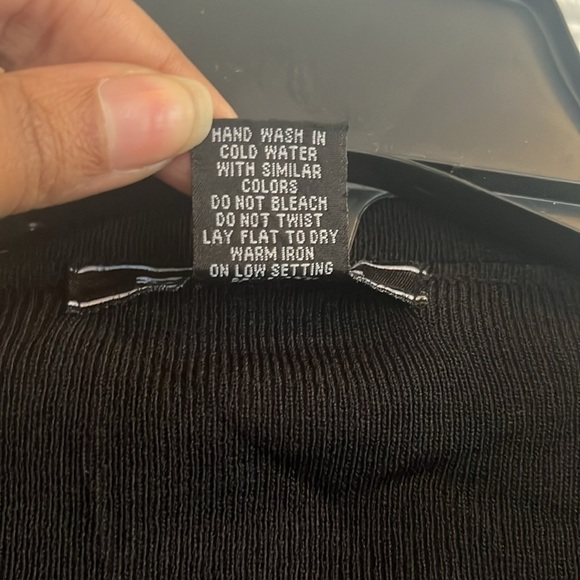 HAND WASH IN
COLD WATER
WITH SIMILAR
COLORS
DO NOT BLEACH
DO NOT TWIST
LAY FLAT TO DRY
WARM IRON
ON LOW SETTING